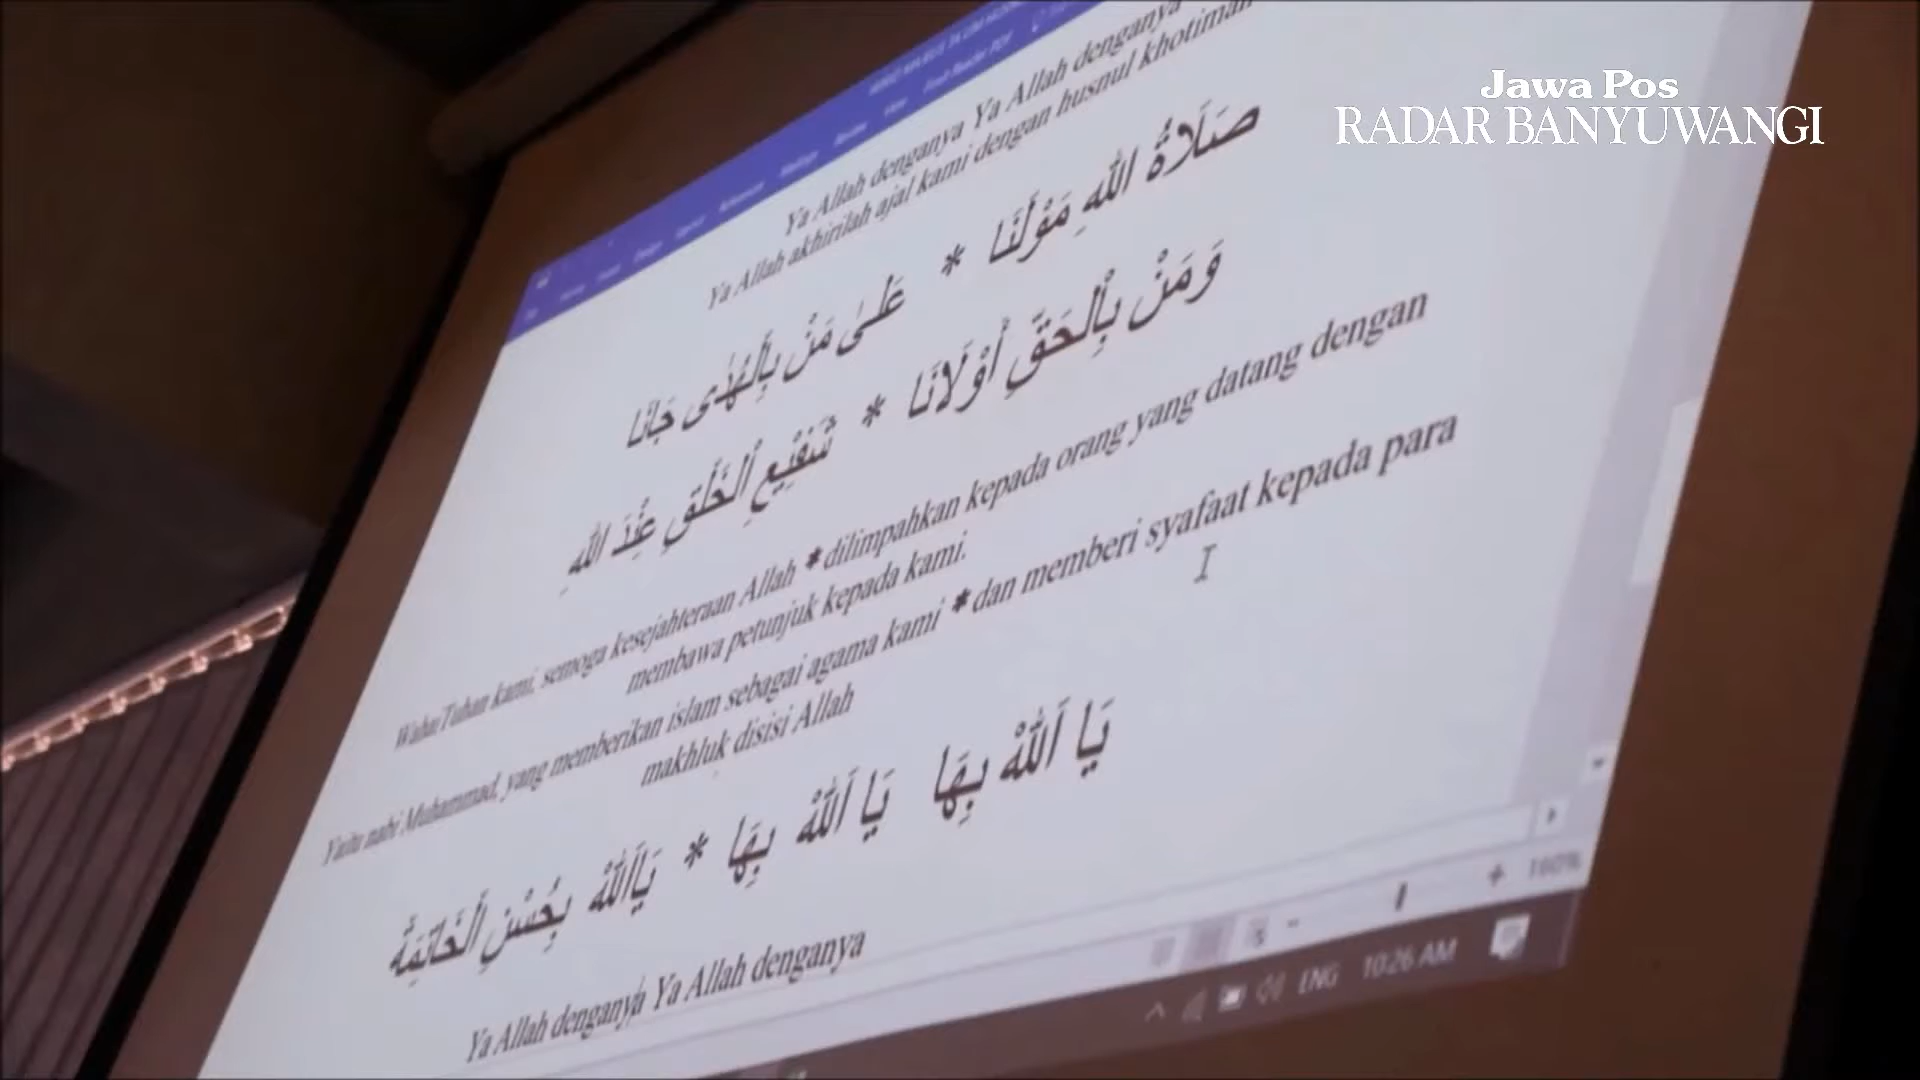 Jawa Pos
RADAR BANYUWANGI
Ya Allah denganya Ya Allah denganya
Ya Allah akhirilah ajal kami dengan husnul khotimah
صَلَاةُ اللهِ مَوْلَنَا * عَلىٰ مَنْ بِالْهُدٰى جَانَا
وَمَنْ بِالْحَقِّ أَوْلَانَا * شَفْيِعِ الْخَلْقِ عِنْدَ اللهِ
Wahai Tuhan kami, semoga kesejahteraan Allah * dilimpahkan kepada orang yang datang dengan
membawa petunjuk kepada kami.
Yaitu nabi Muhammad, yang memberikan islam sebagai agama kami * dan memberi syafaat kepada para
makhluk disisi Allah
يَا اَللهْ بِهَا يَا اَللهْ بِهَا * يَااَللهْ بِحُسْنِ الْخَاتِمَةْ
Ya Allah denganya Ya Allah denganya
160%
ENG 10:26 AM